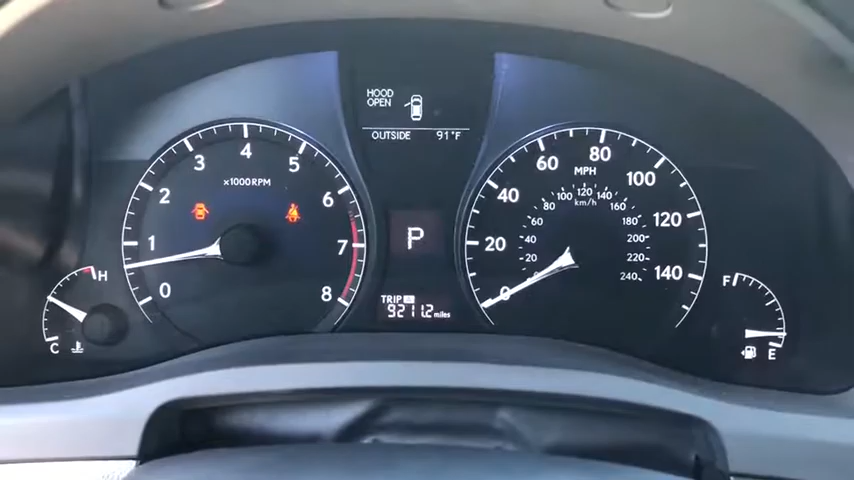 HOOD
OPEN
OUTSIDE 91°F
0 1 2 3 4 5 6 7 8
x1000RPM
H
C
P
TRIP A
9211.2 miles
0 20 40 60 80 100 120 140
MPH
20 40 60 80 100 120 140 160 180 200 220 240
km/h
F
E